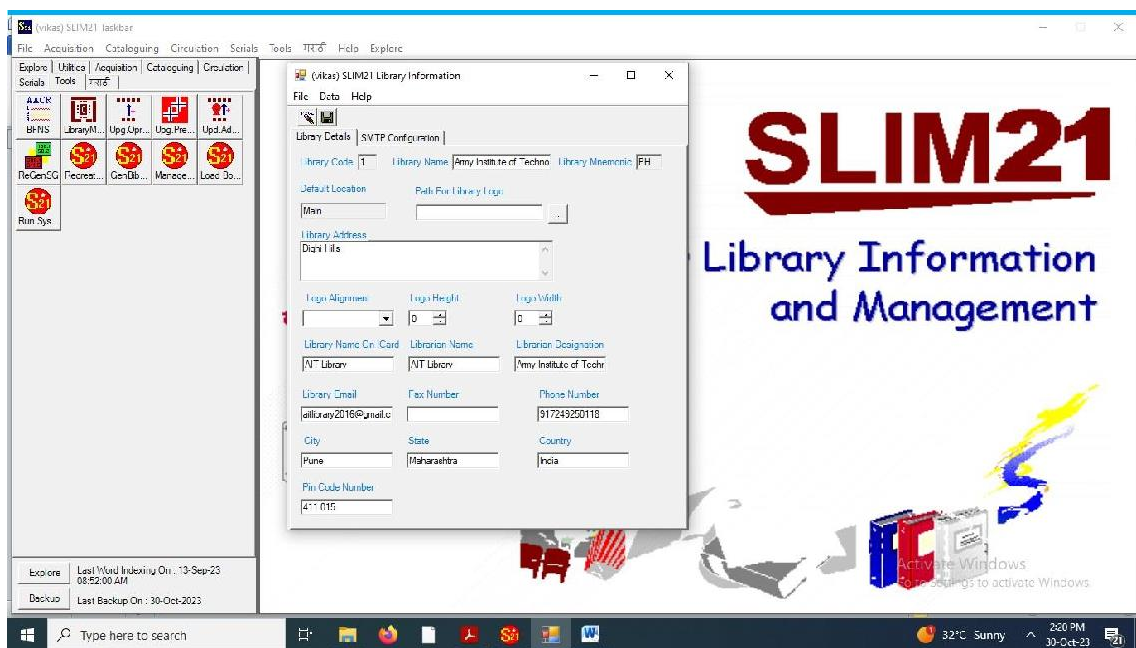 (vikas) SLIM21 Taskbar
File Acquisition Cataloguing Circulation Serials Tools मराठी Help Explore
Explore Utilities Acquisition Cataloguing Circulation
Serials Tools मराठी
BFNS LibraryM... Upg.Opr... Upg.Pre... Upd.Ad...
ReGenSG Recreat... GenBib... Manage... Load Bo...
Run Sys...
(vikas) SLIM21 Library Information
File Data Help
Library Details SMTP Configuration
Library Code 1 Library Name Army Institute of Techno Library Mnemonic PH
Default Location Path For Library Logo
Main
Library Address
Dighi Hills
Logo Alignment Logo Height Logo Width
0 0
Library Name On ICard Librarian Name Librarian Designation
AIT Library AIT Library Army Institute of Techr
Library Email Fax Number Phone Number
aitlibrary2016@gmail.c 917249250118
City State Country
Pune Maharashtra India
Pin Code Number
411 015
SLIM21
Library Information
and Management
Activate Windows
Go to Settings to activate Windows.
Explore Last Word Indexing On : 13-Sep-23
08:52:00 AM
Backup Last Backup On : 30-Oct-2023
Type here to search
32°C Sunny
2:20 PM
30-Oct-23
21